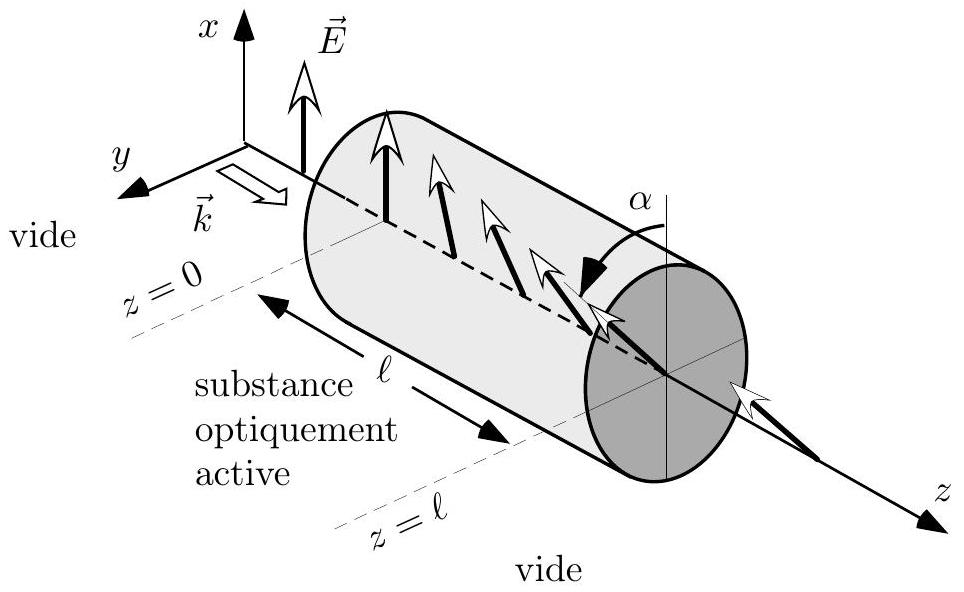 x
E⃗
y
k⃗
vide
α
z = 0
ℓ
substance
optiquement
active
z
z = ℓ
vide